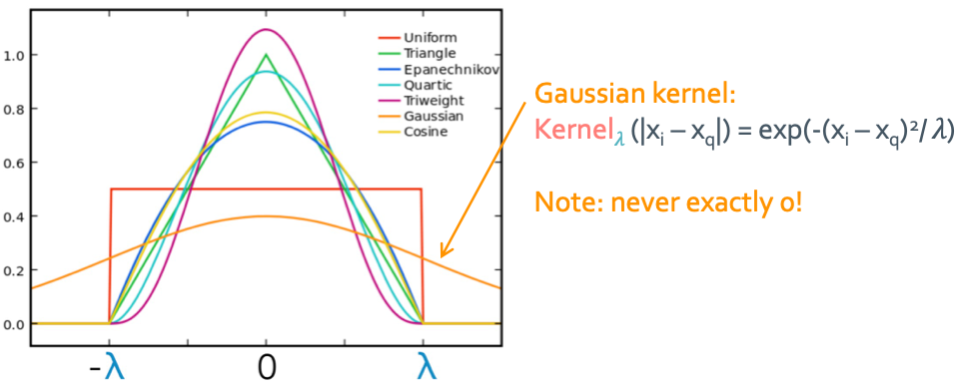 1.0
0.8
0.6
0.4
0.2
0.0
Uniform
Triangle
Epanechnikov
Quartic
Triweight
Gaussian
Cosine
-λ 0 λ
Gaussian kernel:
Kernelλ (|xi – xq|) = exp(-(xi – xq)²/λ)
Note: never exactly 0!